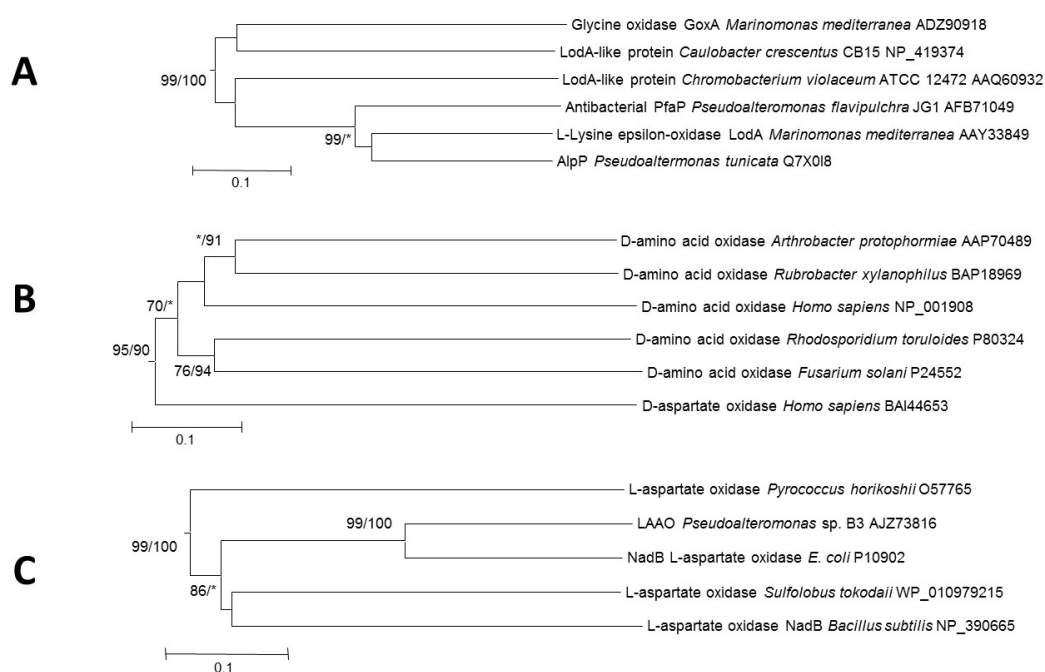 A
Glycine oxidase GoxA Marinomonas mediterranea ADZ90918
LodA-like protein Caulobacter crescentus CB15 NP_419374
99/100
LodA-like protein Chromobacterium violaceum ATCC 12472 AAQ60932
Antibacterial PfaP Pseudoalteromonas flavipulchra JG1 AFB71049
99/*
L-Lysine epsilon-oxidase LodA Marinomonas mediterranea AAY33849
AlpP Pseudoaltermonas tunicata Q7X0I8
0.1
B
*/91
D-amino acid oxidase Arthrobacter protophormiae AAP70489
D-amino acid oxidase Rubrobacter xylanophilus BAP18969
70/*
D-amino acid oxidase Homo sapiens NP_001908
D-amino acid oxidase Rhodosporidium toruloides P80324
95/90
76/94
D-amino acid oxidase Fusarium solani P24552
D-aspartate oxidase Homo sapiens BAI44653
0.1
C
L-aspartate oxidase Pyrococcus horikoshii O57765
99/100
LAAO Pseudoalteromonas sp. B3 AJZ73816
99/100
NadB L-aspartate oxidase E. coli P10902
86/*
L-aspartate oxidase Sulfolobus tokodaii WP_010979215
L-aspartate oxidase NadB Bacillus subtilis NP_390665
0.1